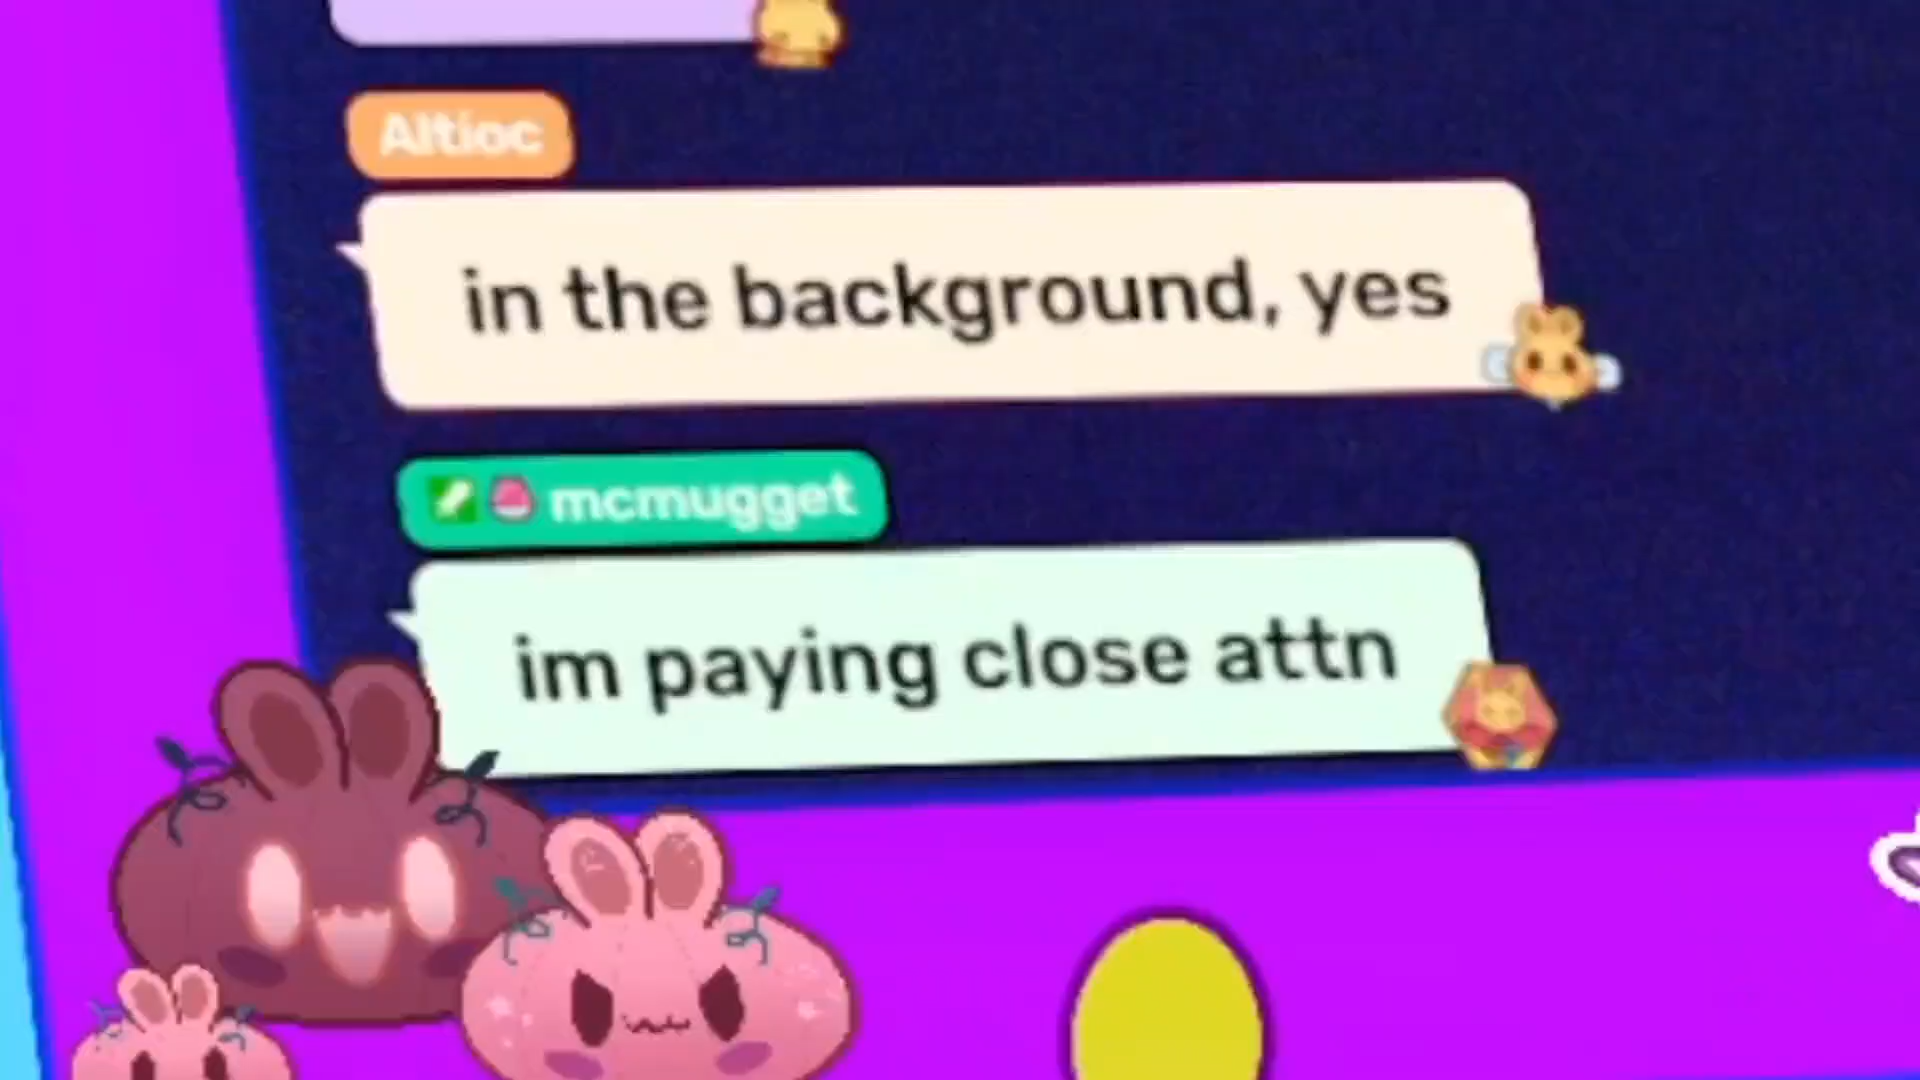 Altioc
in the background, yes
mcmugget
im paying close attn